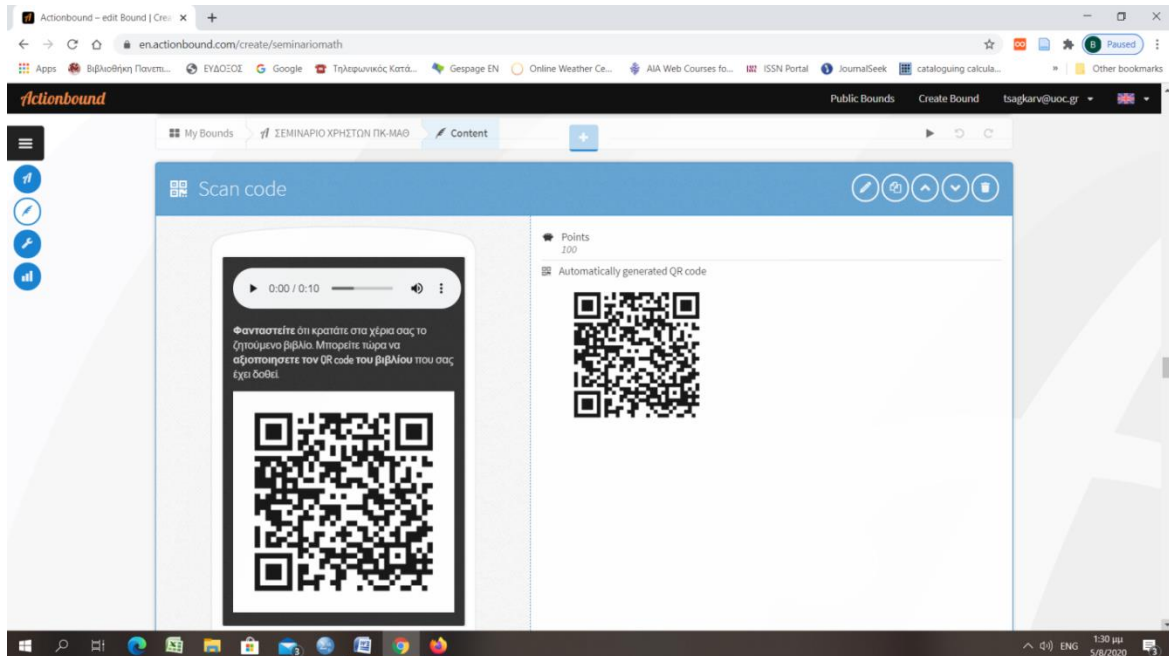 Actionbound – edit Bound | Crea
en.actionbound.com/create/seminariomath
B Paused
Apps
Βιβλιοθήκη Πανεπι...
ΕΥΔΟΞΟΣ
Google
Τηλεφωνικός Κατά...
Gespage EN
Online Weather Ce...
AIA Web Courses fo...
ISSN Portal
JournalSeek
cataloguing calcula...
»
Other bookmarks
Actionbound
Public Bounds
Create Bound
tsagkarv@uoc.gr
My Bounds
ΣΕΜΙΝΑΡΙΟ ΧΡΗΣΤΩΝ ΠΚ-ΜΑΘ
Content
Scan code
0:00 / 0:10
Φανταστείτε ότι κρατάτε στα χέρια σας το
ζητούμενο βιβλίο. Μπορείτε τώρα να
αξιοποιησετε τον QR code του βιβλίου που σας
έχει δοθεί.
Points
100
Automatically generated QR code
ENG
1:30 μμ
5/8/2020